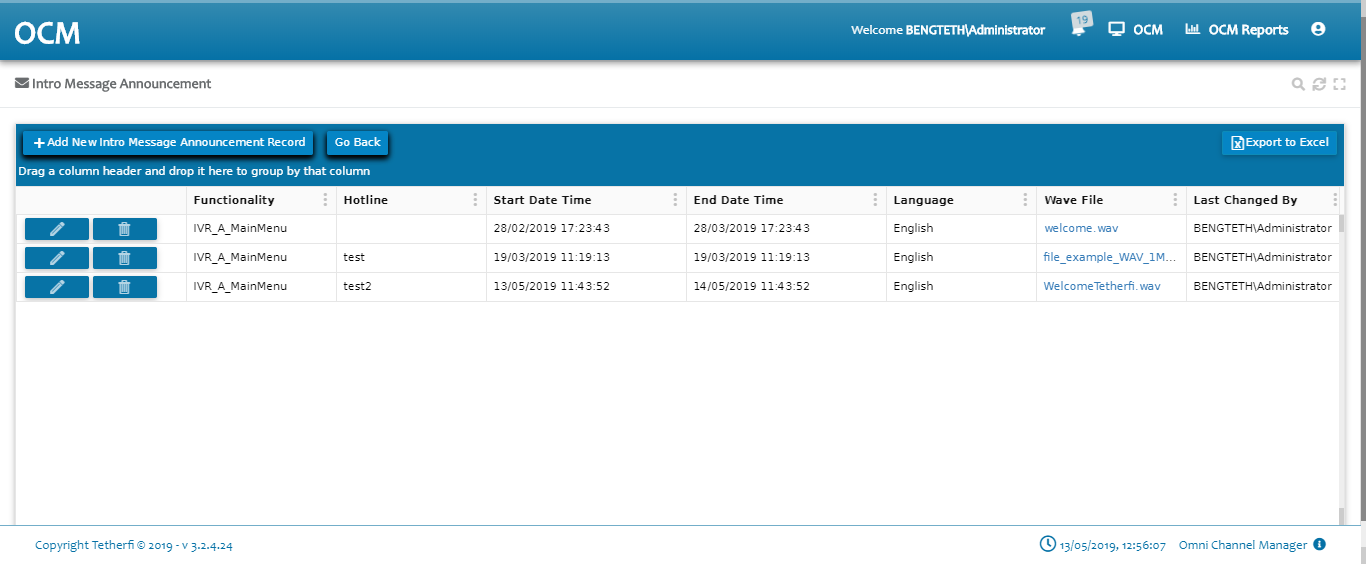 OCM
Welcome BENGTETH\Administrator 19 OCM OCM Reports
Intro Message Announcement
Add New Intro Message Announcement Record Go Back Export to Excel
Drag a column header and drop it here to group by that column
Functionality Hotline Start Date Time End Date Time Language Wave File Last Changed By
IVR_A_MainMenu 28/02/2019 17:23:43 28/03/2019 17:23:43 English welcome.wav BENGTETH\Administrator
IVR_A_MainMenu test 19/03/2019 11:19:13 19/03/2019 11:19:13 English file_example_WAV_1M... BENGTETH\Administrator
IVR_A_MainMenu test2 13/05/2019 11:43:52 14/05/2019 11:43:52 English WelcomeTetherfi.wav BENGTETH\Administrator
Copyright Tetherfi © 2019 - v 3.2.4.24 13/05/2019, 12:56:07 Omni Channel Manager